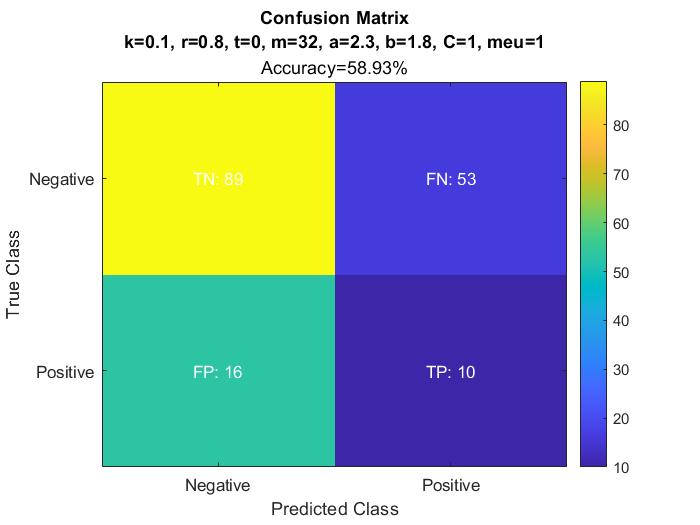 Confusion Matrix
k=0.1, r=0.8, t=0, m=32, a=2.3, b=1.8, C=1, meu=1
Accuracy=58.93%
True Class
Negative
TN: 89
FN: 53
Positive
FP: 16
TP: 10
Negative
Positive
Predicted Class
80
70
60
50
40
30
20
10